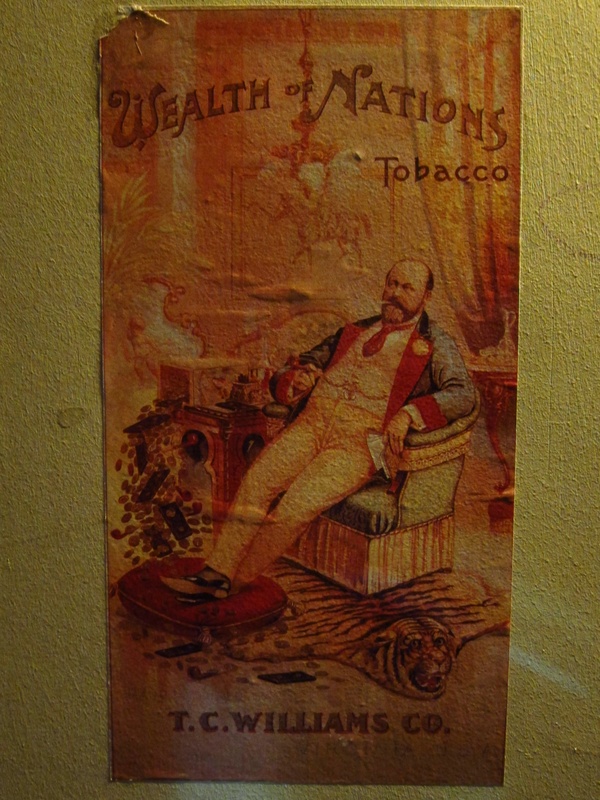 WEALTH OF NATIONS
Tobacco
T.C. WILLIAMS CO.